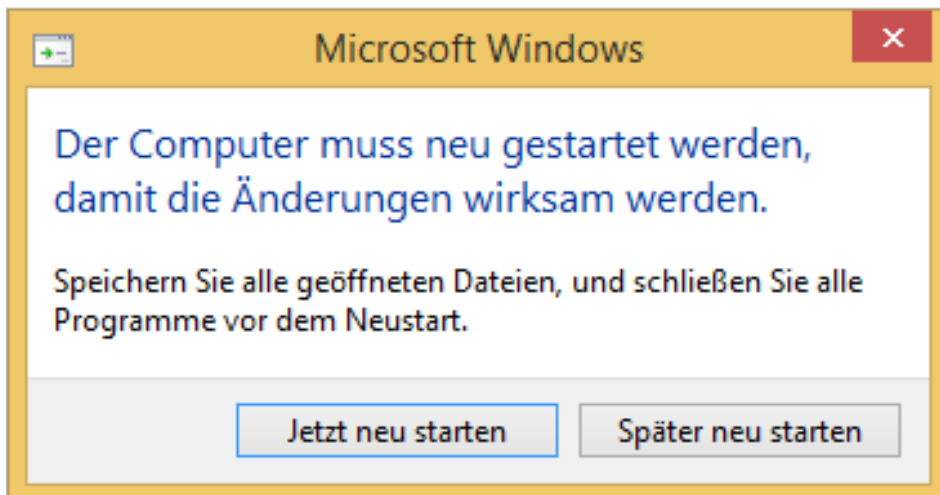 Microsoft Windows
Der Computer muss neu gestartet werden,
damit die Änderungen wirksam werden.
Speichern Sie alle geöffneten Dateien, und schließen Sie alle
Programme vor dem Neustart.
Jetzt neu starten
Später neu starten